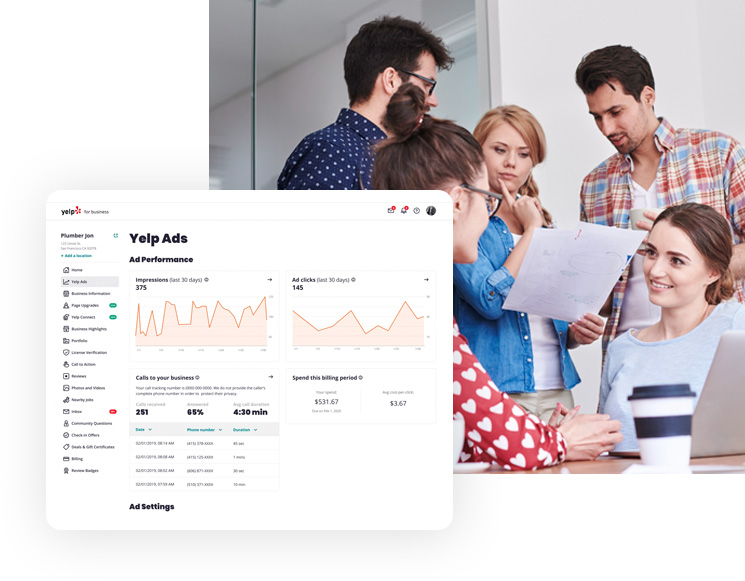 yelp for business
Plumber Jon
San Francisco CA 92078
+ Add a location
Home
Yelp Ads
Business Information
Page Upgrades
Yelp Connect
Business Highlights
Portfolio
License Verification
Call to Action
Reviews
Photos and Videos
Nearby Jobs
Inbox
Community Questions
Check-in Offers
Deals & Gift Certificates
Billing
Review Badges
Yelp Ads
Ad Performance
Impressions (last 30 days)
375
Ad clicks (last 30 days)
145
Calls to your business
Your call tracking number is (000) 000-0000. We do not provide the caller's
complete phone number in order to protect their privacy.
Calls received Answered Avg call duration
251 65% 4:30 min
Date Phone number Duration
02/01/2019, 08:14 AM (415) 378-XXXX 45 sec
02/01/2019, 08:08 AM (415) 125-XXXX 1 mins
02/01/2019, 08:02 AM (606) 871-XXXX 30 sec
02/01/2019, 07:59 AM (510) 371-XXXX 10 min
Spend this billing period
Your spend: Avg cost-per-click:
$531.67 $3.67
Ad Settings